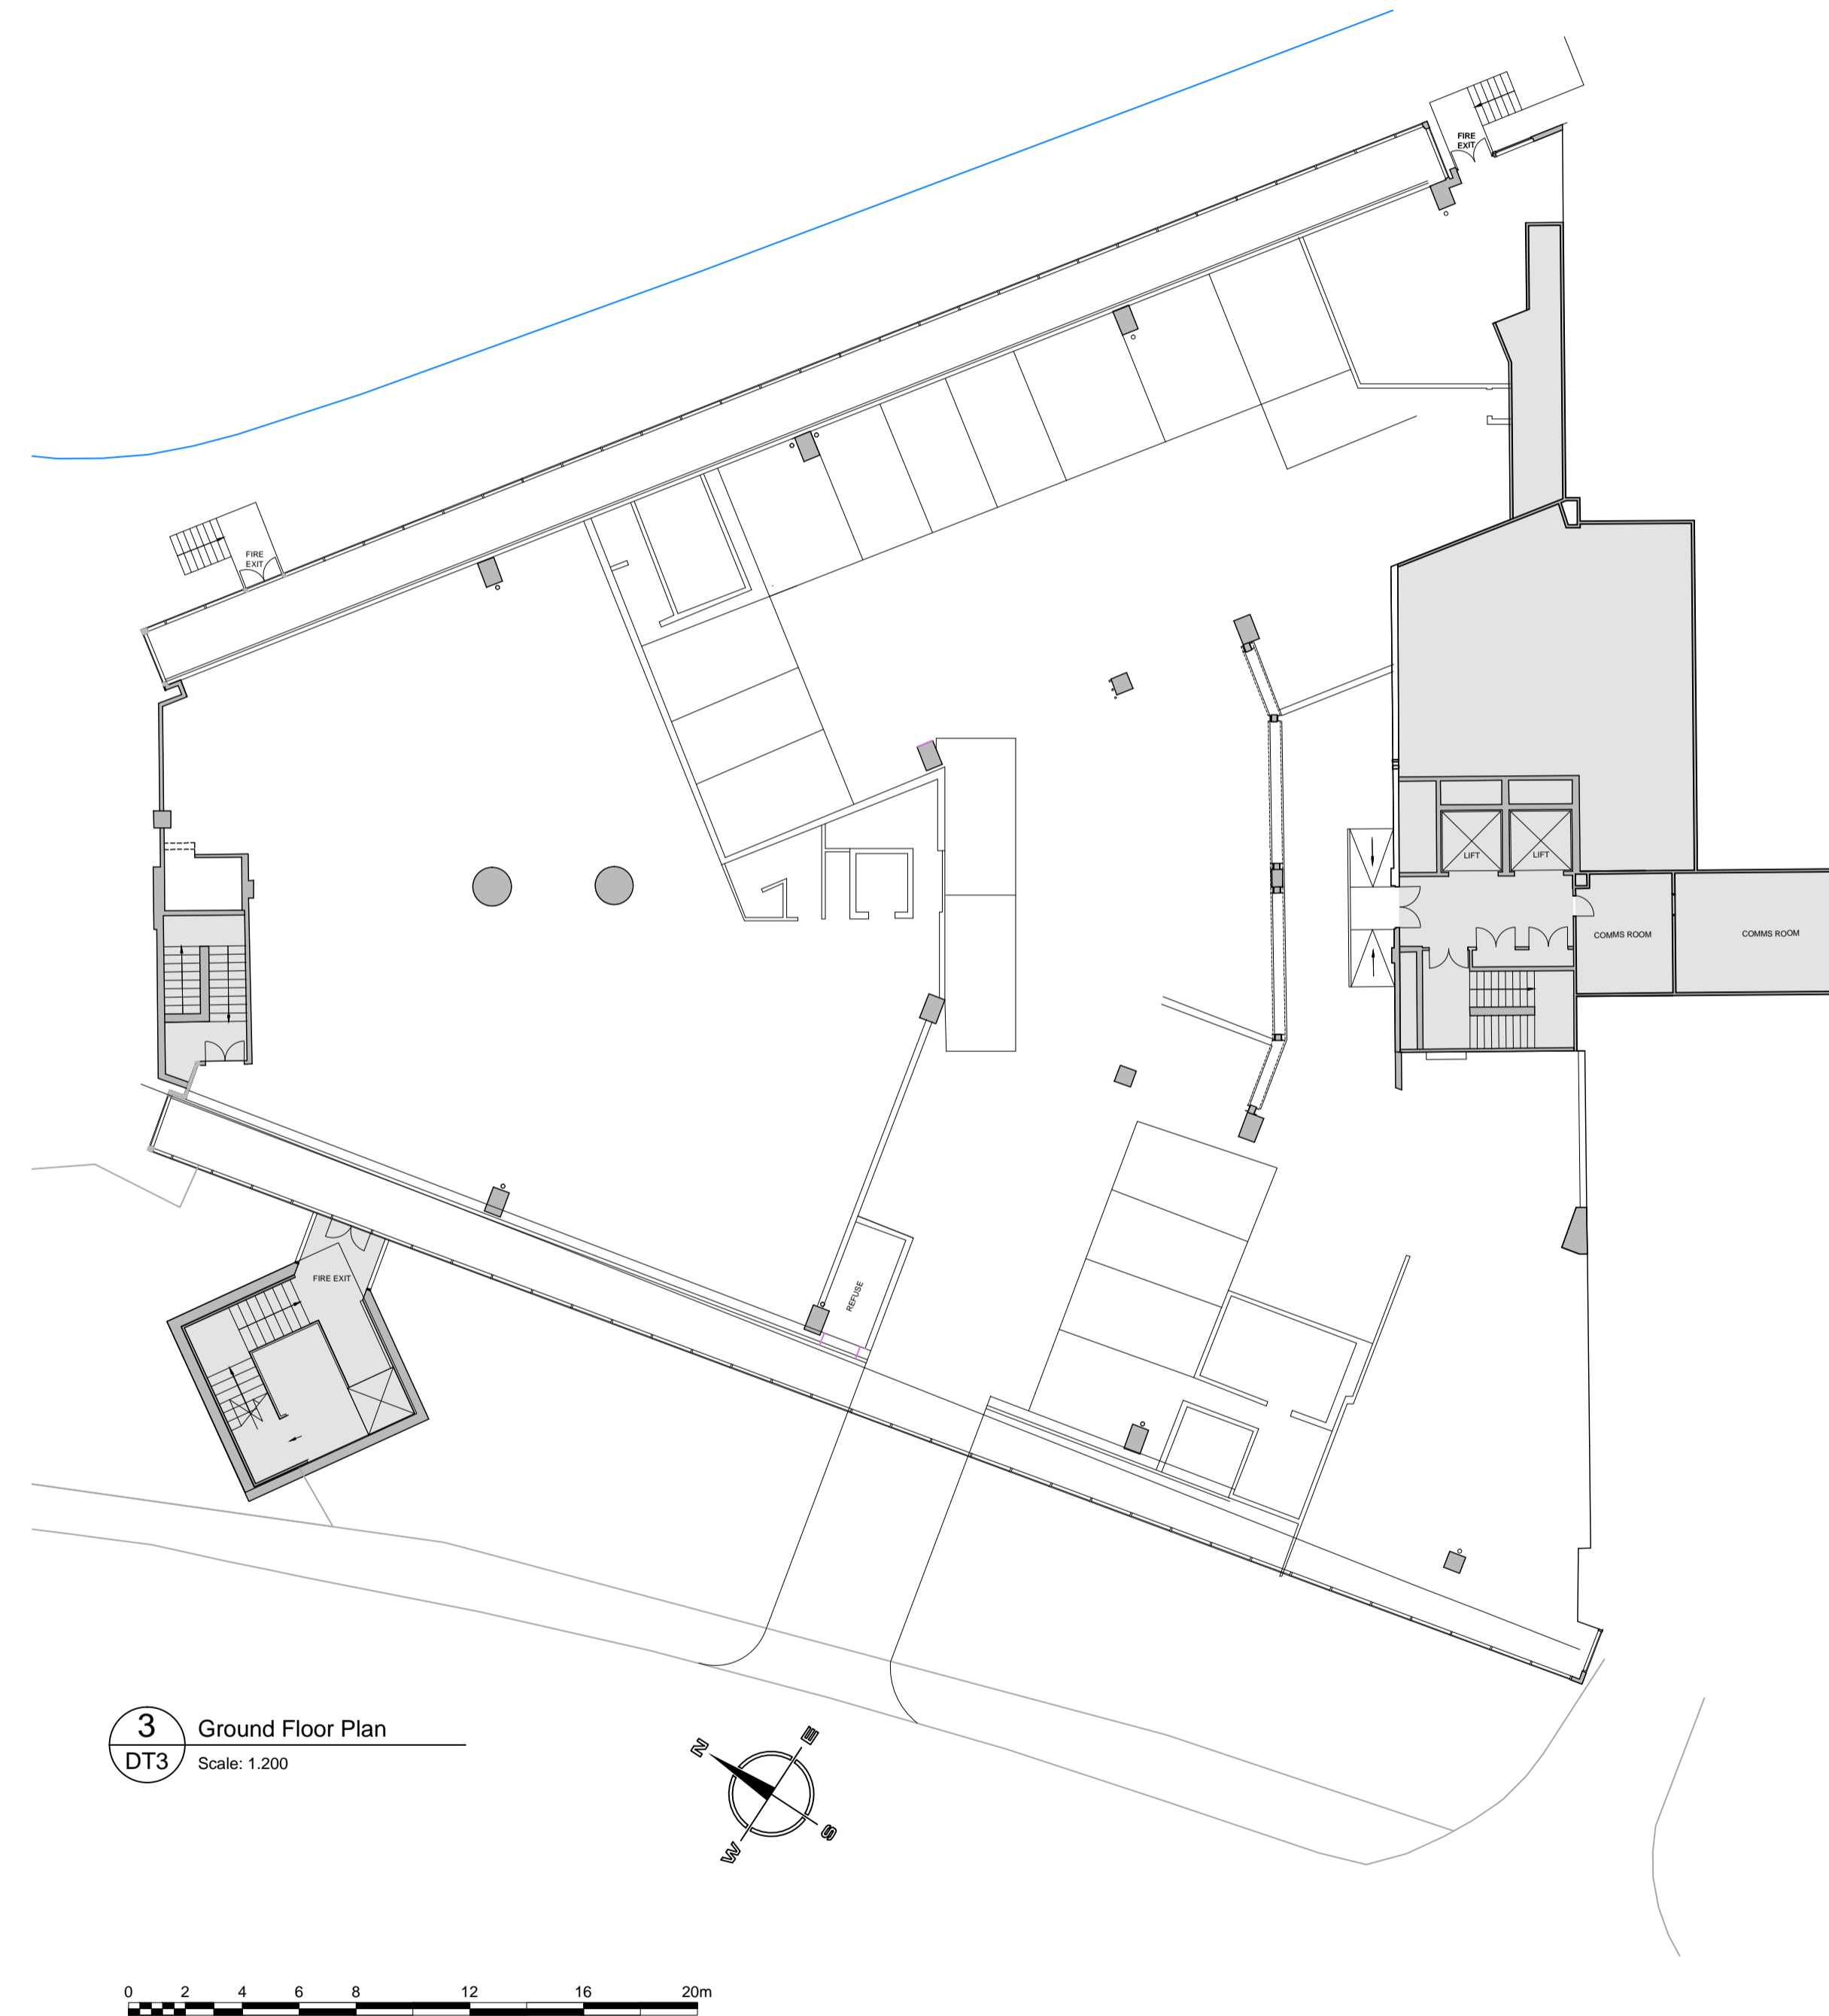 FIRE
EXIT
FIRE
EXIT
LIFT
LIFT
COMMS ROOM
COMMS ROOM
FIRE EXIT
REFUSE
3
DT3
Ground Floor Plan
Scale: 1.200
N
E
W
S
0 2 4 6 8 12 16 20m